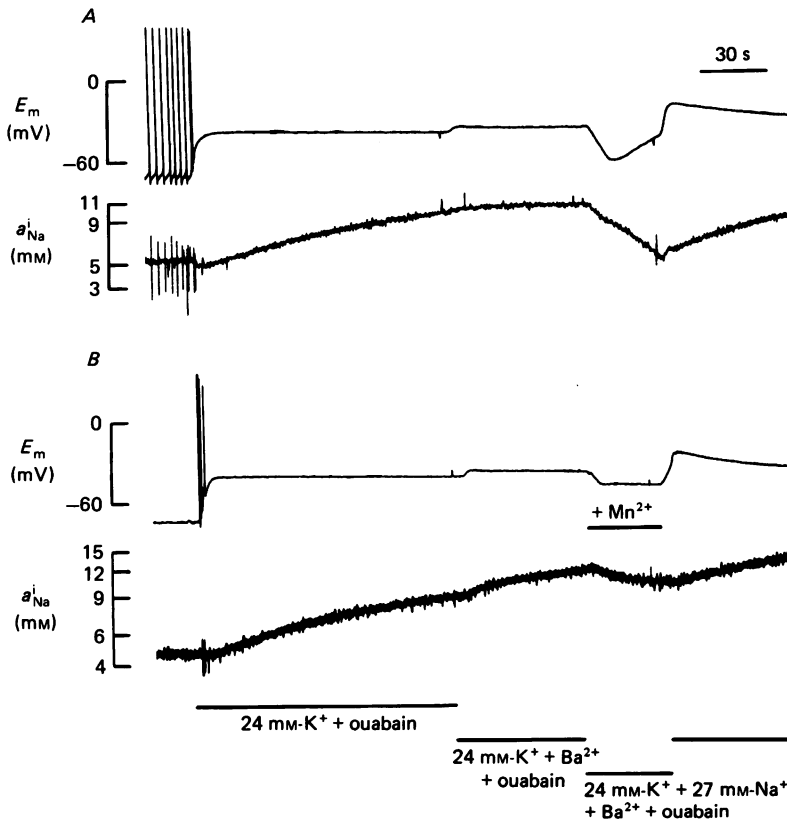 A
30 s
0
E_m
(mV)
−60
11
9
a^i_Na
(mM)
5
3
B
0
E_m
(mV)
−60
+ Mn²⁺
15
12
a^i_Na
9
(mM)
6
4
24 mM-K⁺ + ouabain
24 mM-K⁺ + Ba²⁺
+ ouabain
24 mM-K⁺ + 27 mM-Na⁺
+ Ba²⁺ + ouabain